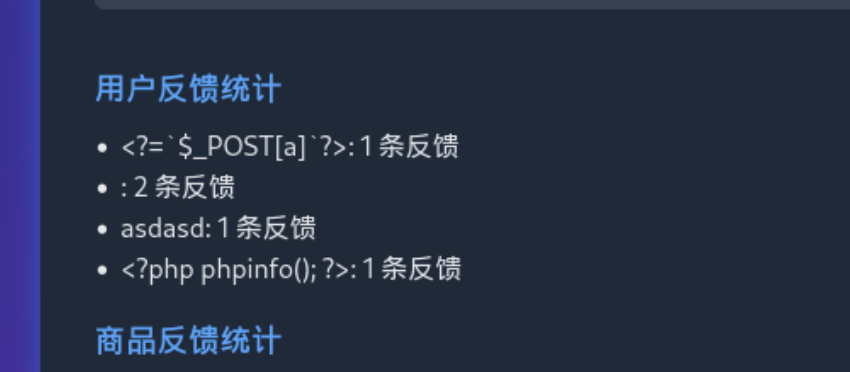 用户反馈统计
• <?=`$_POST[a]`?>: 1 条反馈
• : 2 条反馈
• asdasd: 1 条反馈
• <?php phpinfo(); ?>: 1 条反馈
商品反馈统计